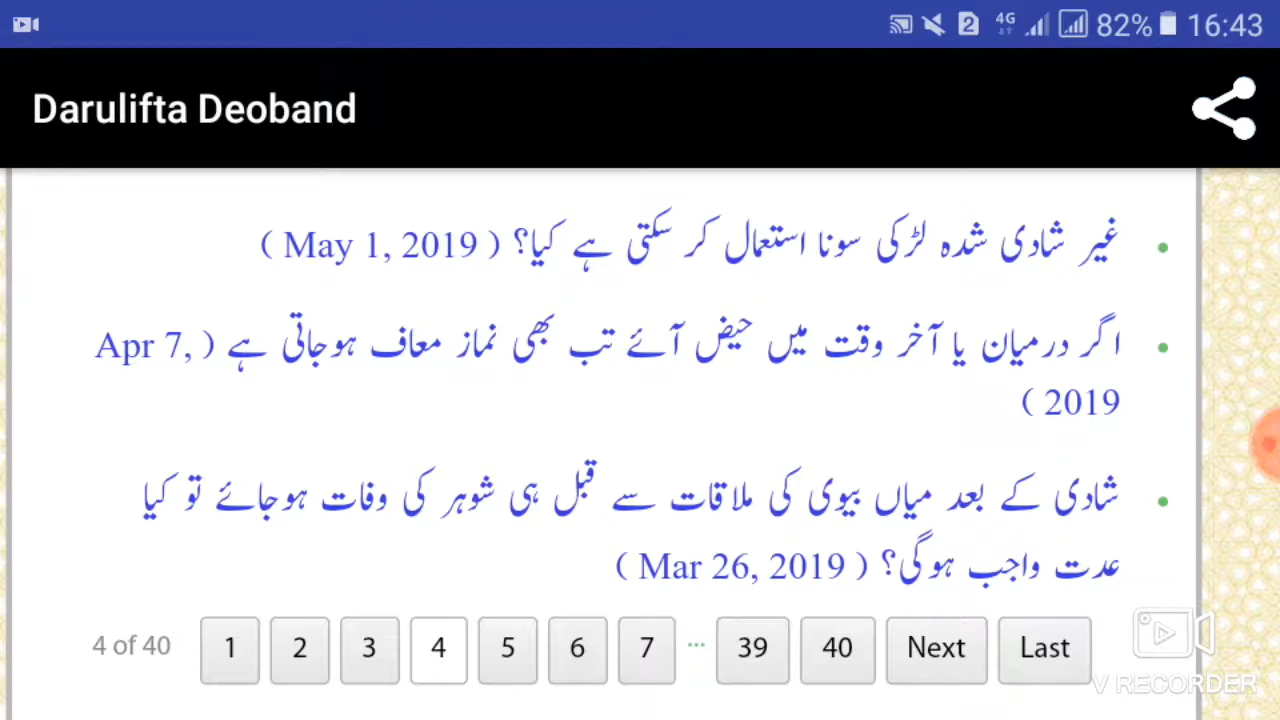 2 4G 82% 16:43
Darulifta Deoband
غیر شادی شدہ لڑکی سونا استعمال کر سکتی ہے کیا؟ ( May 1, 2019 )
اگر درمیان یا آخر وقت میں حیض آئے تب بھی نماز معاف ہوجاتی ہے ( Apr 7,
2019 )
شادی کے بعد میاں بیوی کی ملاقات سے قبل ہی شوہر کی وفات ہوجائے تو کیا
عدت واجب ہوگی؟ ( Mar 26, 2019 )
4 of 40 1 2 3 4 5 6 7 ... 39 40 Next Last
V RECORDER